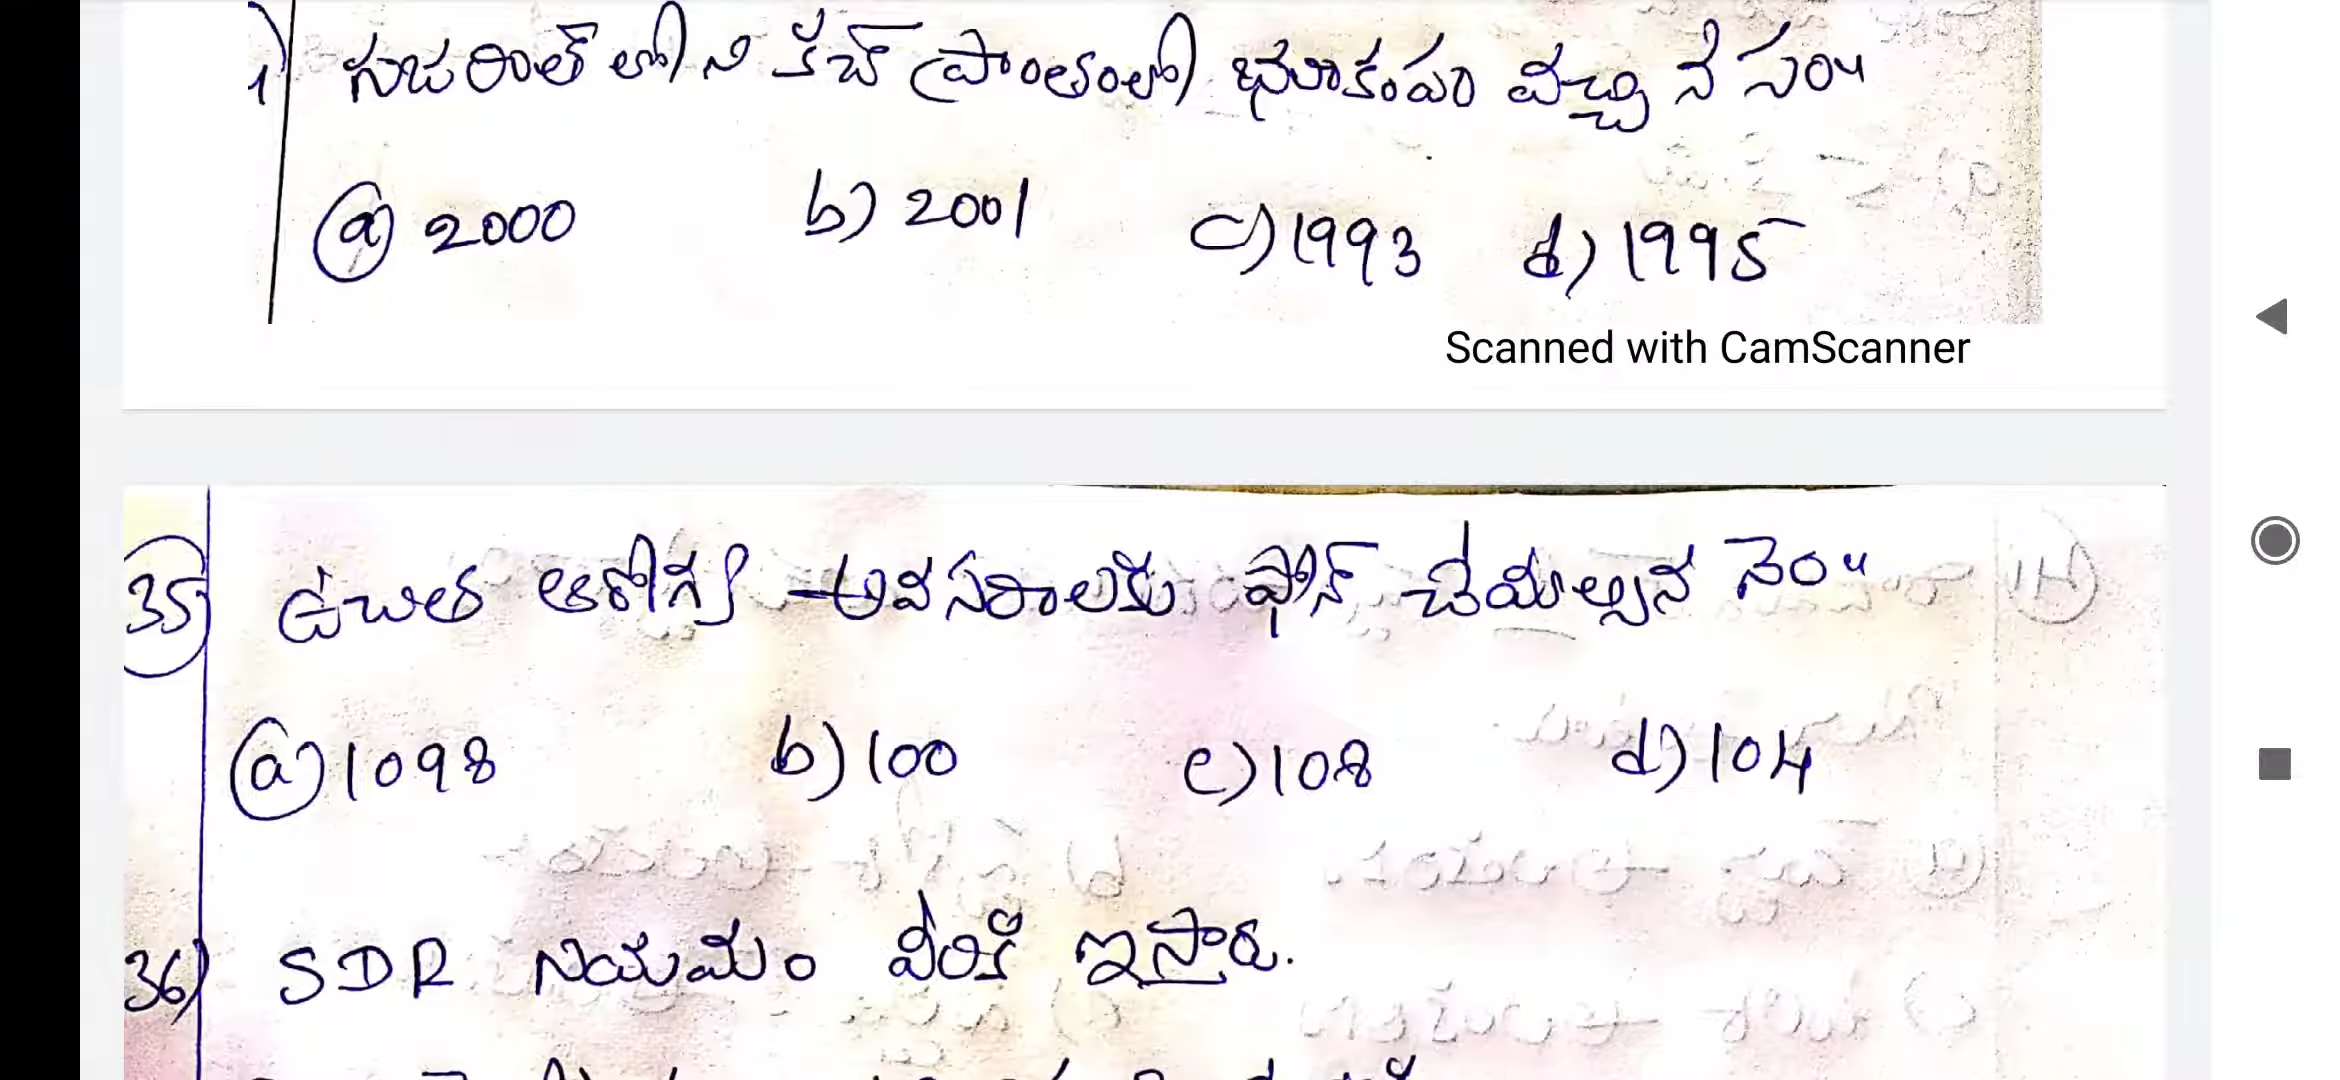 1) గుజరాత్ లోని కచ్ ప్రాంతంలో భూకంపం వచ్చినే సం॥
a) 2000 b) 2001 c) 1993 d) 1995
Scanned with CamScanner
35) ఉచిత ఆరోగ్య అవసరాలకు ఫోన్ చేయాల్సిన నెం॥
a) 1098 b) 100 c) 108 d) 104
36) SDR నియమం వీరికి ఇస్తారు.